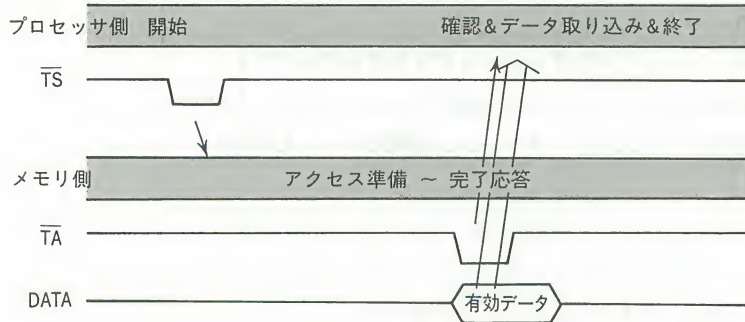 プロセッサ側 開始 確認&データ取り込み&終了
TS
メモリ側 アクセス準備 ~ 完了応答
TA
DATA 有効データ